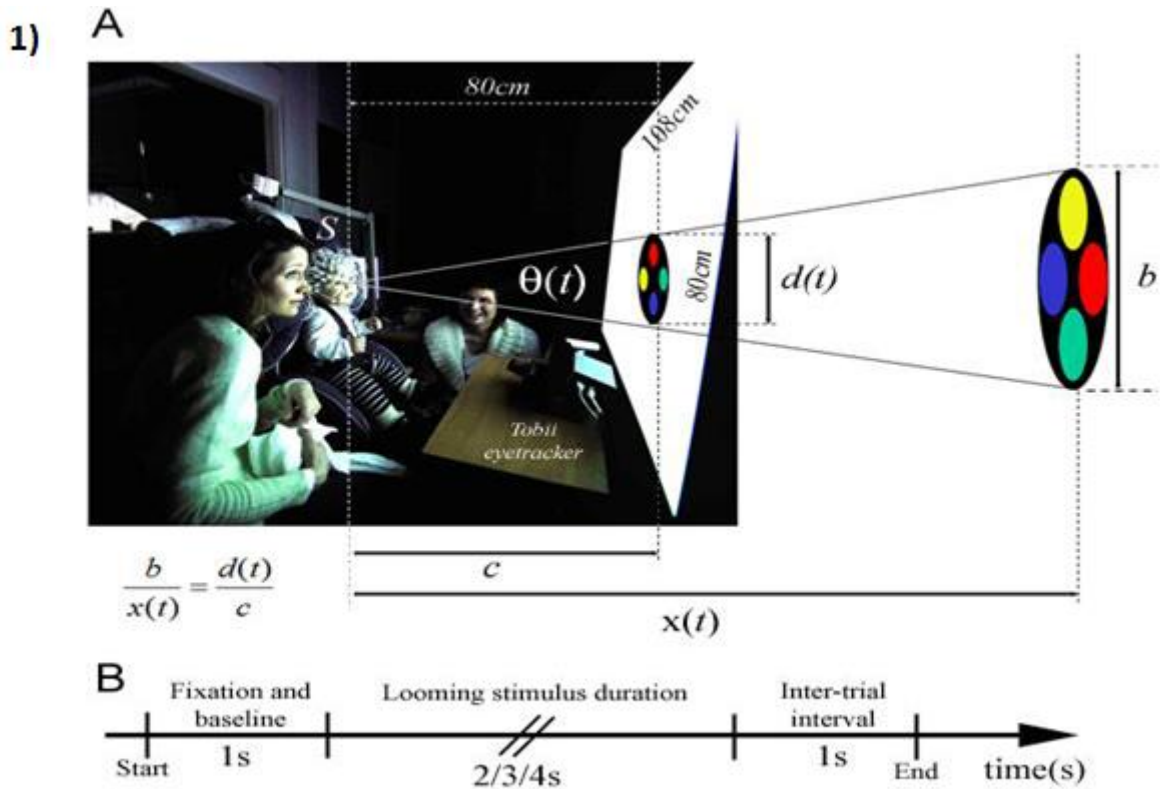 1)
A
80cm
108cm
S
θ(t)
80cm
d(t)
b
Tobii
eyetracker
c
b/x(t) = d(t)/c
x(t)
B
Fixation and
baseline
Looming stimulus duration
Inter-trial
interval
1s
1s
Start
2/3/4s
End
time(s)